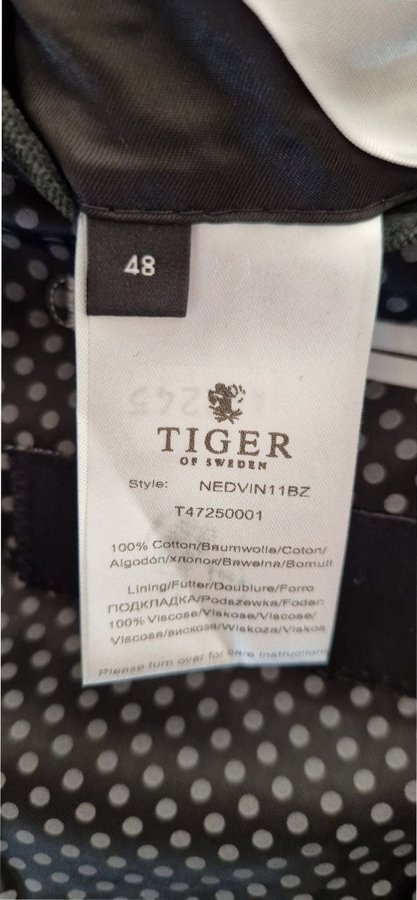 48
TIGER
OF SWEDEN
Style: NEDVIN11BZ
T47250001
100% Cotton/Baumwolle/Coton/
Algodón/хлопок/Bawełna/Bomull
Lining/Futter/Doublure/Forro
ПОДКЛАДКА/Podszewka/Foder:
100% Viscose/Viskose/Viscose/
Viscosa/вискоза/Wiskoza/Viskos
Please turn over for care instructions